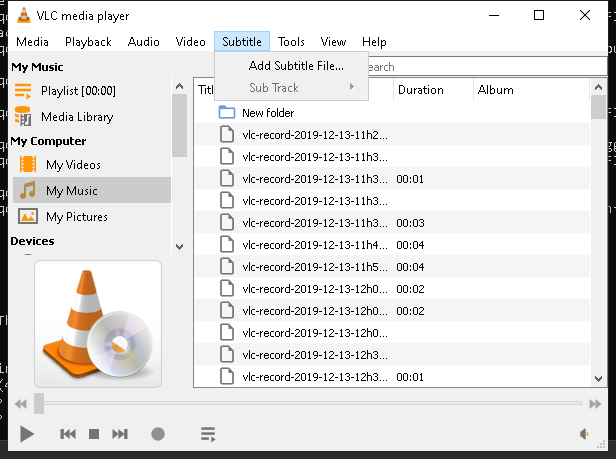 VLC media player
Media Playback Audio Video Subtitle Tools View Help
Add Subtitle File...
Sub Track
My Music
Playlist [00:00]
Media Library
My Computer
My Videos
My Music
My Pictures
Devices
Search
Titl Duration Album
New folder
vlc-record-2019-12-13-11h2...
vlc-record-2019-12-13-11h3...
vlc-record-2019-12-13-11h3... 00:01
vlc-record-2019-12-13-11h3...
vlc-record-2019-12-13-11h3... 00:03
vlc-record-2019-12-13-11h4... 00:04
vlc-record-2019-12-13-11h5... 00:04
vlc-record-2019-12-13-12h0... 00:02
vlc-record-2019-12-13-12h0... 00:02
vlc-record-2019-12-13-12h0...
vlc-record-2019-12-13-12h3...
vlc-record-2019-12-13-12h3... 00:01